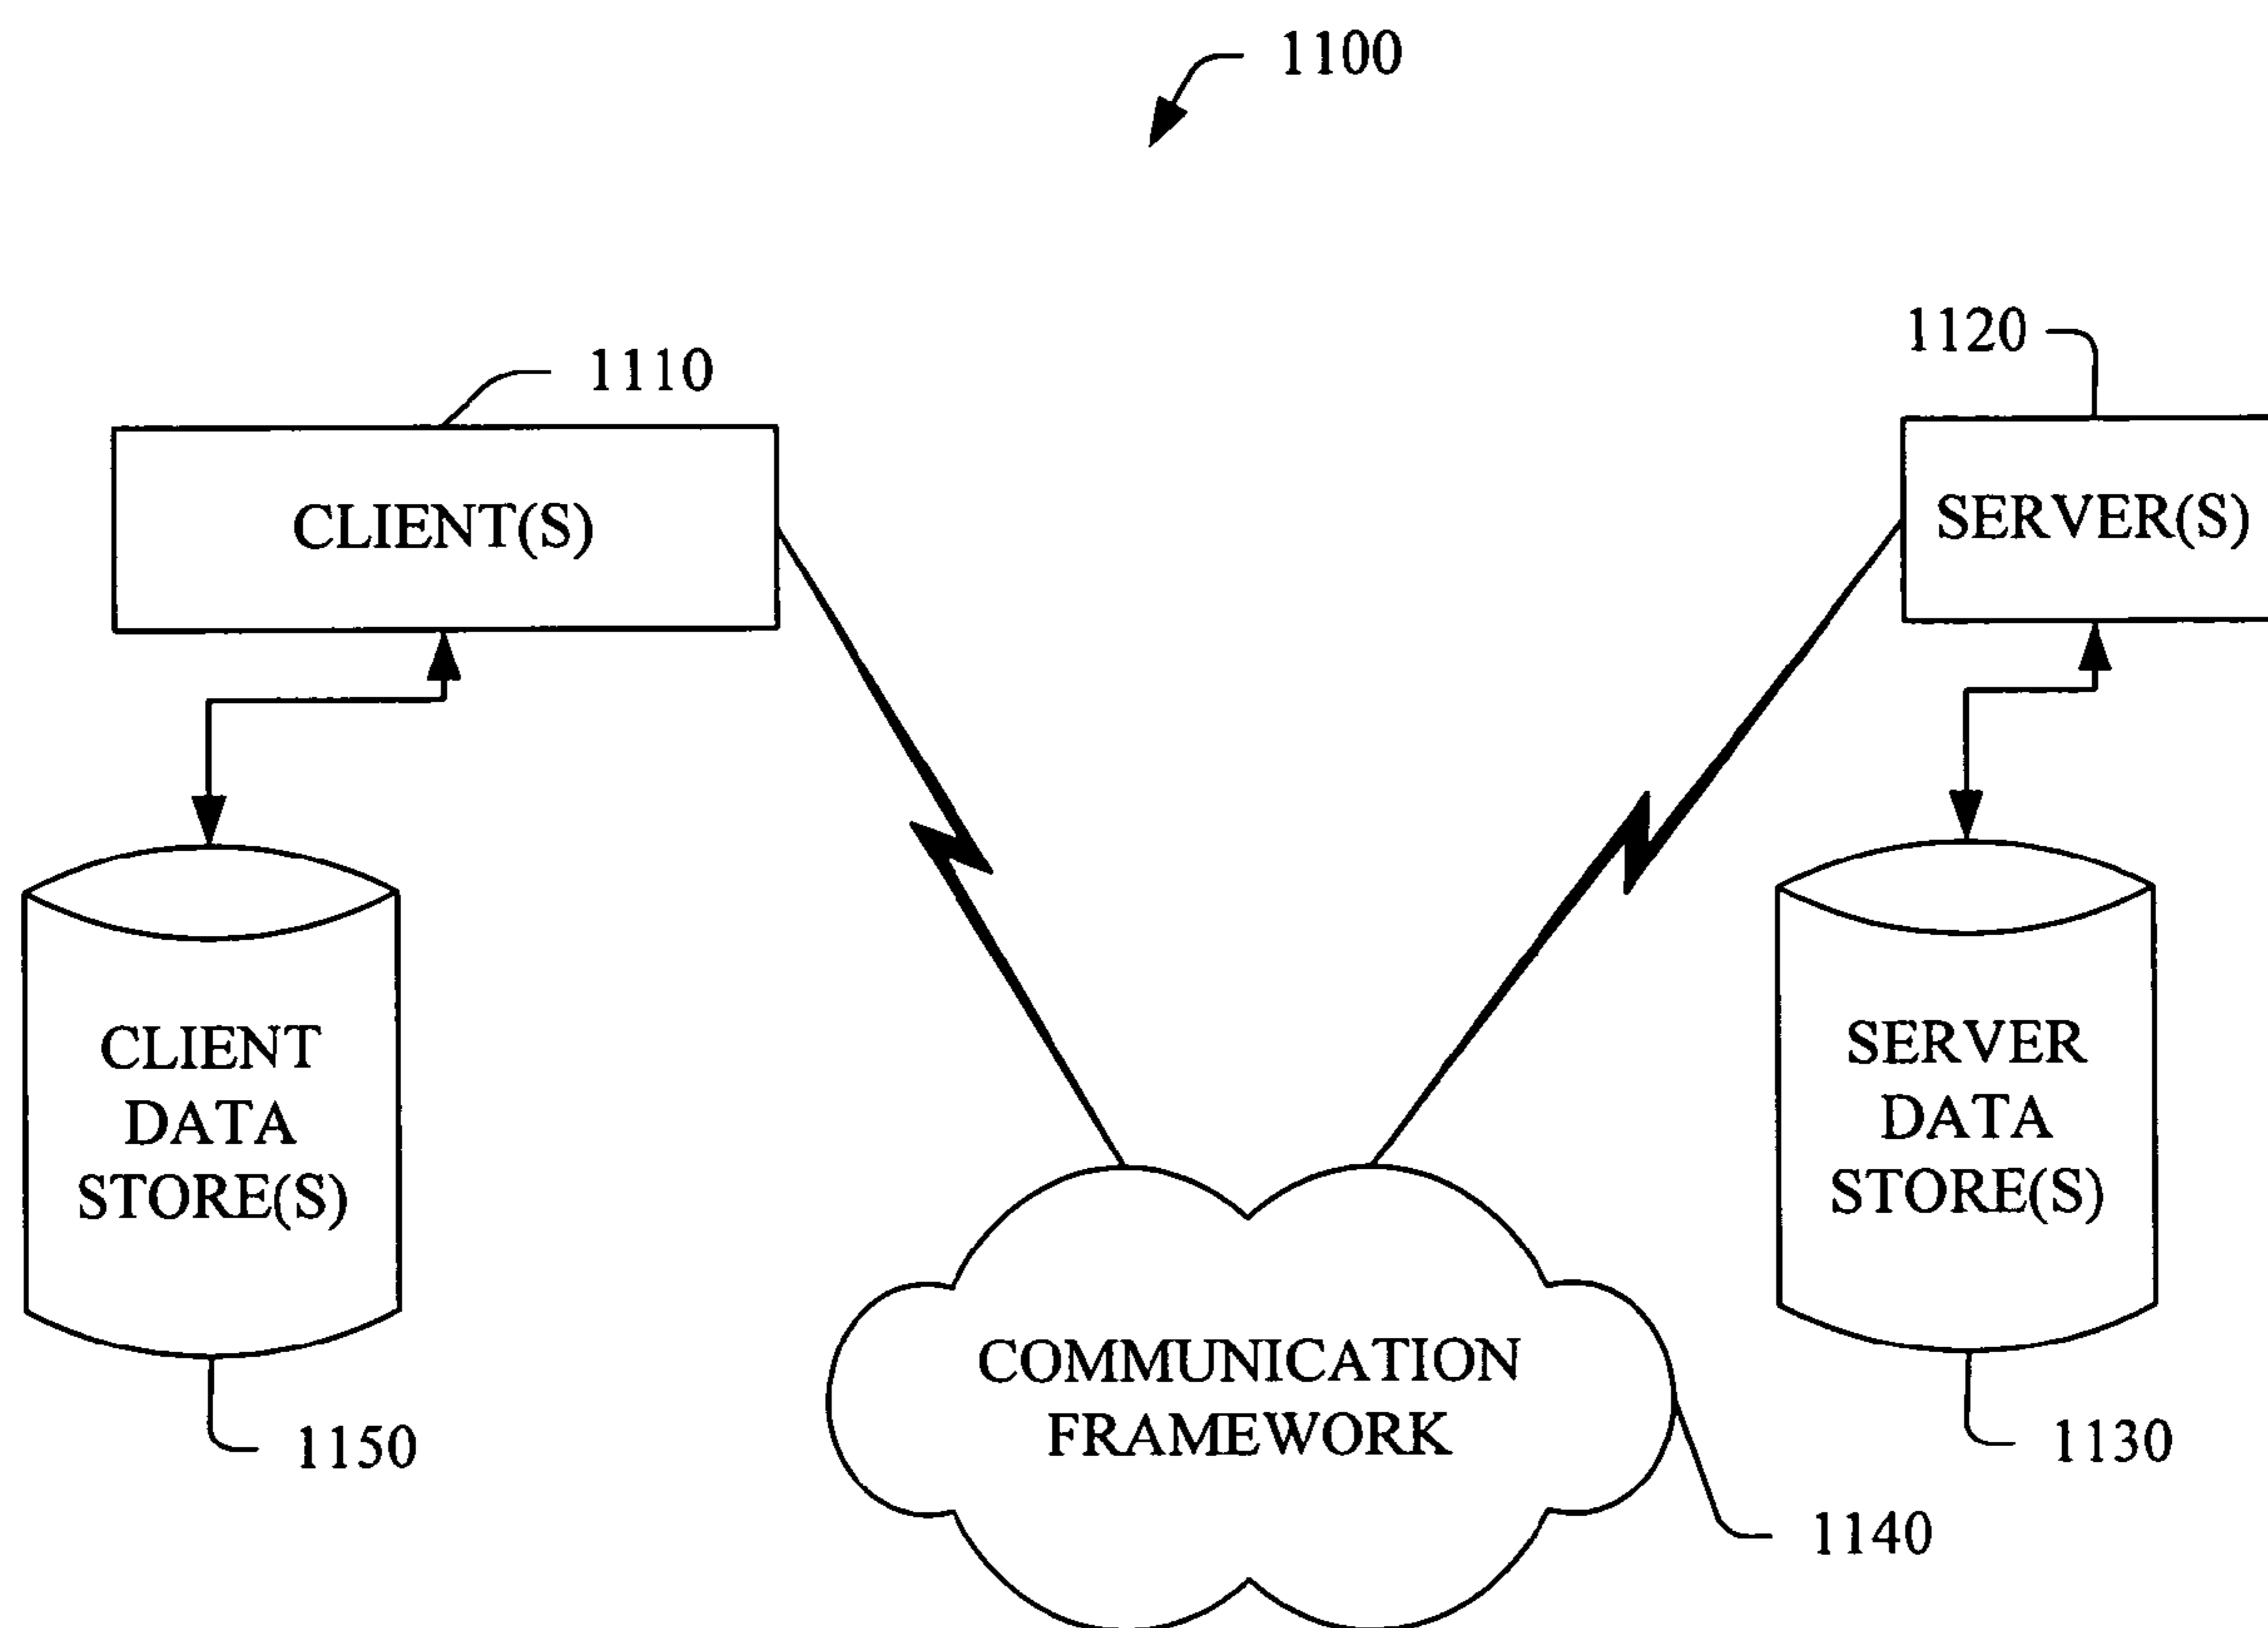 1100
1120
1110
CLIENT(S)
SERVER(S)
CLIENT
DATA
STORE(S)
SERVER
DATA
STORE(S)
COMMUNICATION
FRAMEWORK
1150
1130
1140